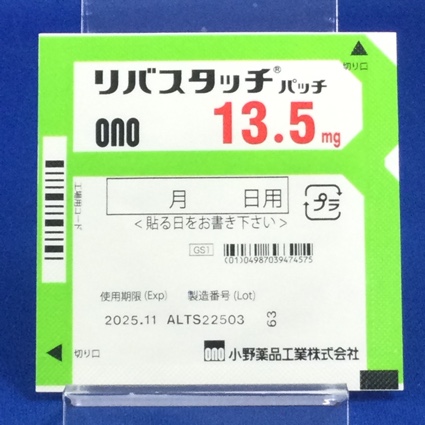 切り口
リバスタッチ®パッチ
ono 13.5mg
月 日用
プラ
<貼る日をお書き下さい>
GS1
(01)04987039474575
使用期限(Exp) 製造番号(Lot)
2025.11 ALTS22503
63
切り口
ono 小野薬品工業株式会社